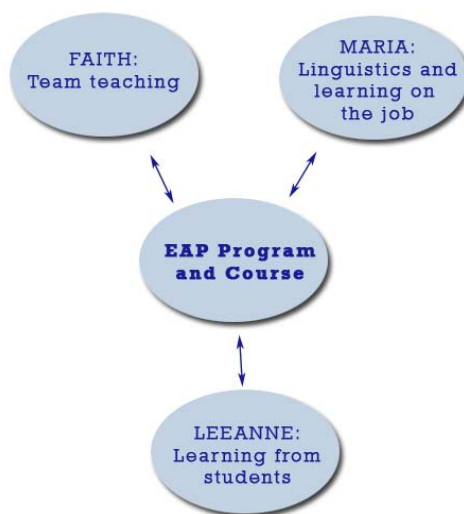 FAITH:
Team teaching
MARIA:
Linguistics and
learning on
the job
EAP Program
and Course
LEEANNE:
Learning from
students